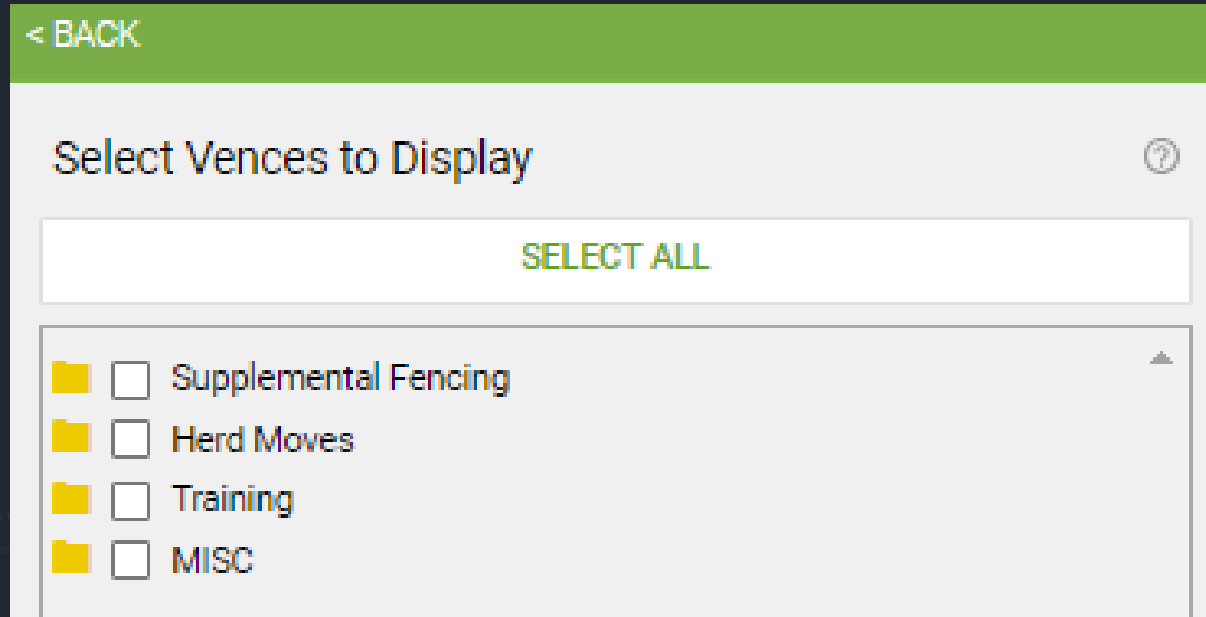 < BACK
Select Vences to Display
SELECT ALL
Supplemental Fencing
Herd Moves
Training
MISC